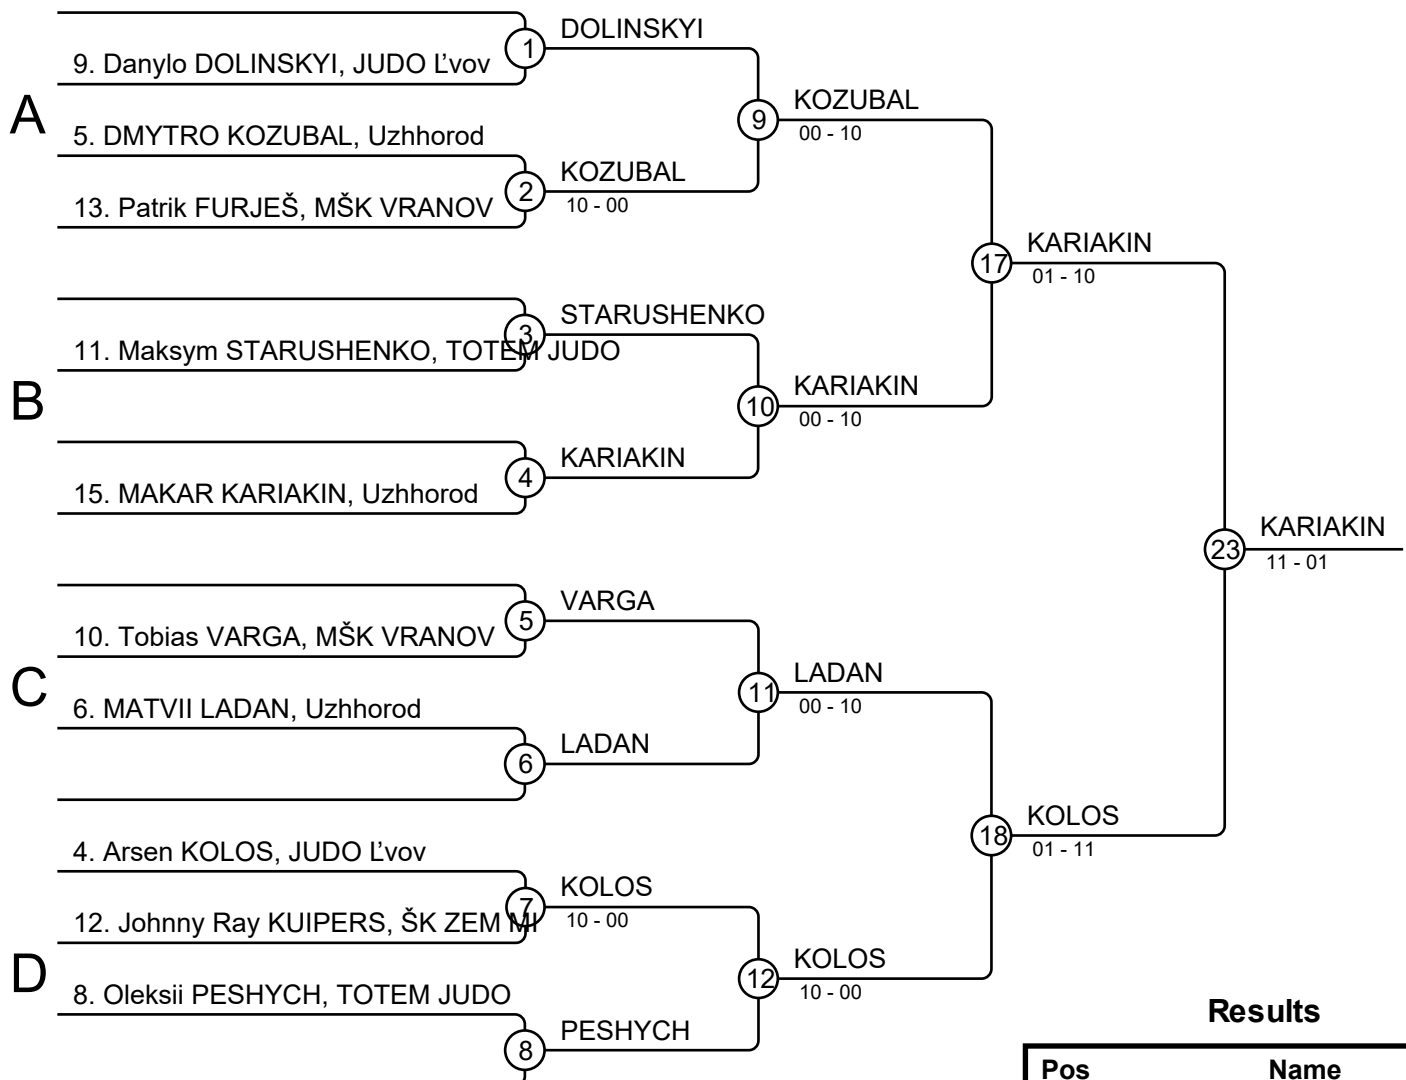 DOLINSKYI
1
9. Danylo DOLINSKYI, JUDO Ľvov
A
KOZUBAL
9
00 - 10
5. DMYTRO KOZUBAL, Uzhhorod
KOZUBAL
2
10 - 00
13. Patrik FURJEŠ, MŠK VRANOV
KARIAKIN
17
01 - 10
STARUSHENKO
3
11. Maksym STARUSHENKO, TOTEM JUDO
B
KARIAKIN
10
00 - 10
KARIAKIN
4
15. MAKAR KARIAKIN, Uzhhorod
KARIAKIN
23
11 - 01
VARGA
5
10. Tobias VARGA, MŠK VRANOV
C
LADAN
11
00 - 10
6. MATVII LADAN, Uzhhorod
LADAN
6
KOLOS
18
01 - 11
4. Arsen KOLOS, JUDO Ľvov
KOLOS
7
10 - 00
12. Johnny Ray KUIPERS, ŠK ZEM MI
D
KOLOS
12
10 - 00
8. Oleksii PESHYCH, TOTEM JUDO
PESHYCH
8
Results
Pos Name